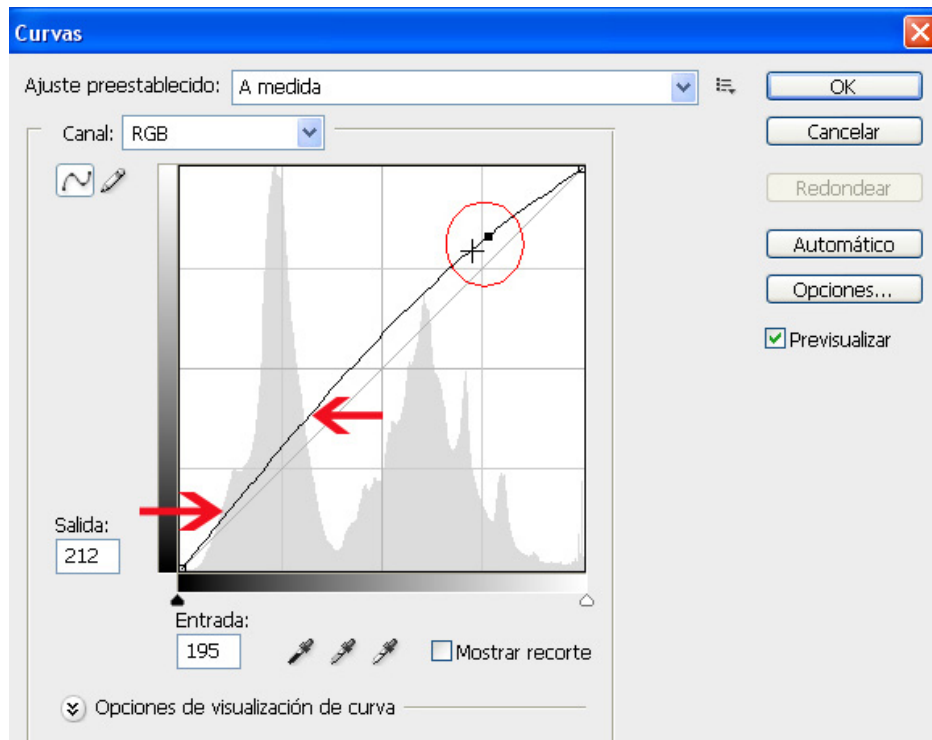 Curvas
Ajuste preestablecido: A medida
OK
Canal: RGB
Cancelar
Redondear
Automático
Opciones...
Previsualizar
Salida:
212
Entrada:
195
Mostrar recorte
Opciones de visualización de curva